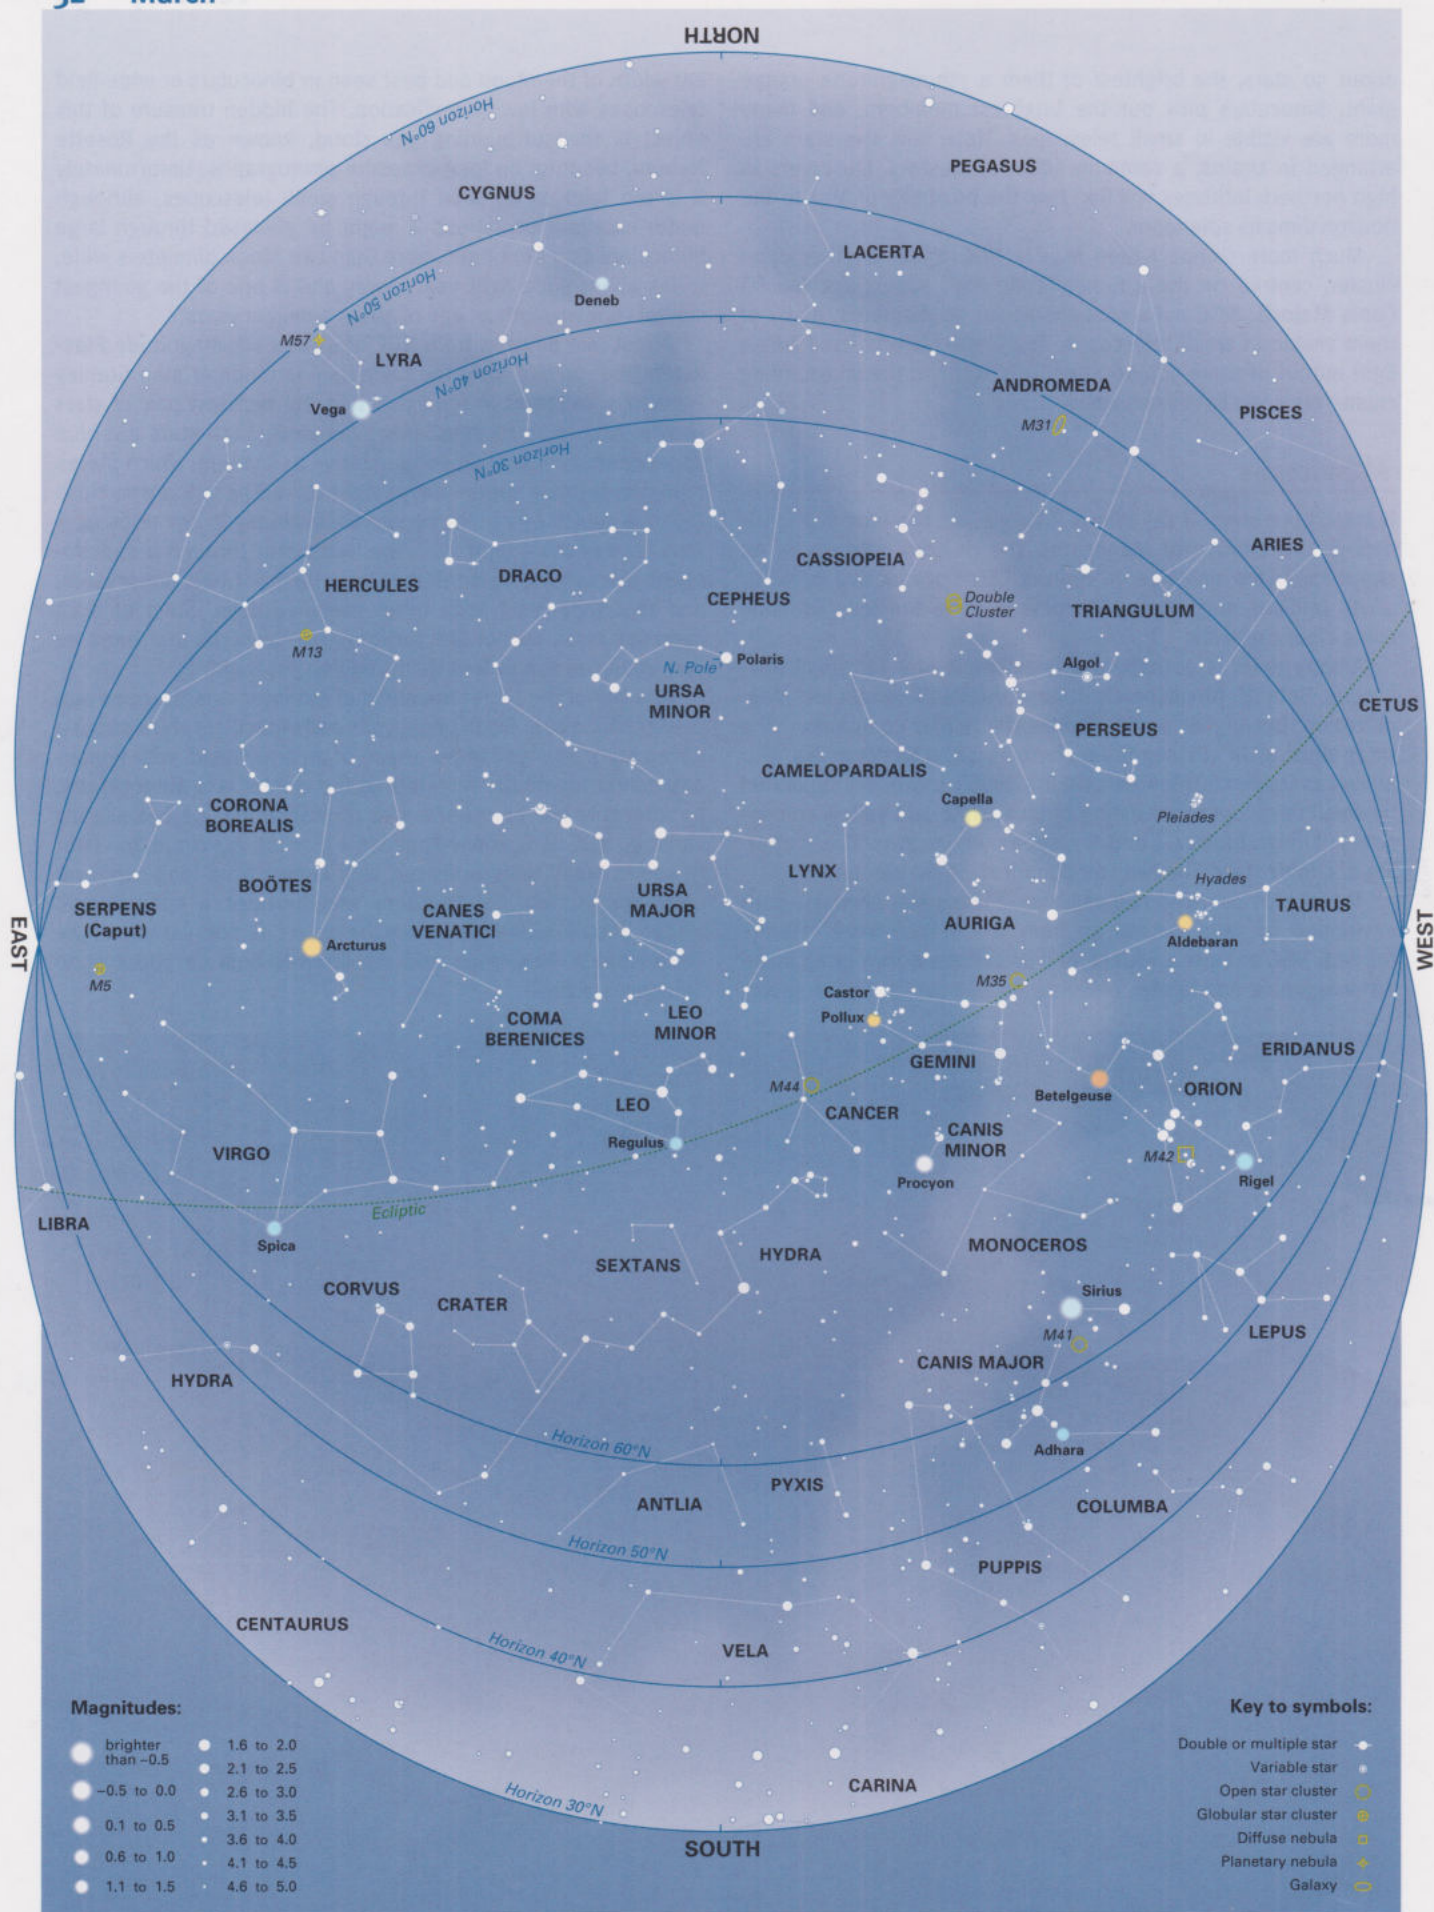 March
NORTH
Horizon 60°N
PEGASUS
CYGNUS
LACERTA
Horizon 50°N
Deneb
M57
LYRA
Horizon 40°N
ANDROMEDA
Vega
PISCES
M31
Horizon 30°N
ARIES
CASSIOPEIA
DRACO
HERCULES
CEPHEUS
Double
Cluster
TRIANGULUM
M13
N. Pole
Polaris
Algol
URSA
MINOR
CETUS
PERSEUS
CAMELOPARDALIS
Capella
CORONA
BOREALIS
Pleiades
LYNX
Hyades
BOÖTES
URSA
MAJOR
TAURUS
SERPENS
(Caput)
CANES
VENATICI
AURIGA
EAST
Arcturus
Aldebaran
WEST
M5
M35
Castor
Pollux
COMA
BERENICES
LEO
MINOR
ERIDANUS
GEMINI
M44
Betelgeuse
ORION
LEO
CANCER
Regulus
CANIS
MINOR
VIRGO
M42
Procyon
Rigel
Ecliptic
LIBRA
Spica
MONOCEROS
HYDRA
SEXTANS
CORVUS
CRATER
Sirius
M41
LEPUS
CANIS MAJOR
HYDRA
Horizon 60°N
Adhara
PYXIS
ANTLIA
COLUMBA
Horizon 50°N
PUPPIS
CENTAURUS
Horizon 40°N
VELA
CARINA
Horizon 30°N
SOUTH
Magnitudes:
brighter
than –0.5
–0.5 to 0.0
0.1 to 0.5
0.6 to 1.0
1.1 to 1.5
1.6 to 2.0
2.1 to 2.5
2.6 to 3.0
3.1 to 3.5
3.6 to 4.0
4.1 to 4.5
4.6 to 5.0
Key to symbols:
Double or multiple star
Variable star
Open star cluster
Globular star cluster
Diffuse nebula
Planetary nebula
Galaxy